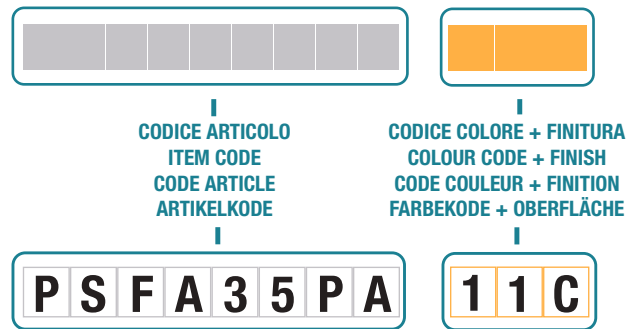 CODICE ARTICOLO
ITEM CODE
CODE ARTICLE
ARTIKELKODE
CODICE COLORE + FINITURA
COLOUR CODE + FINISH
CODE COULEUR + FINITION
FARBEKODE + OBERFLÄCHE
PSFA35PA 11C